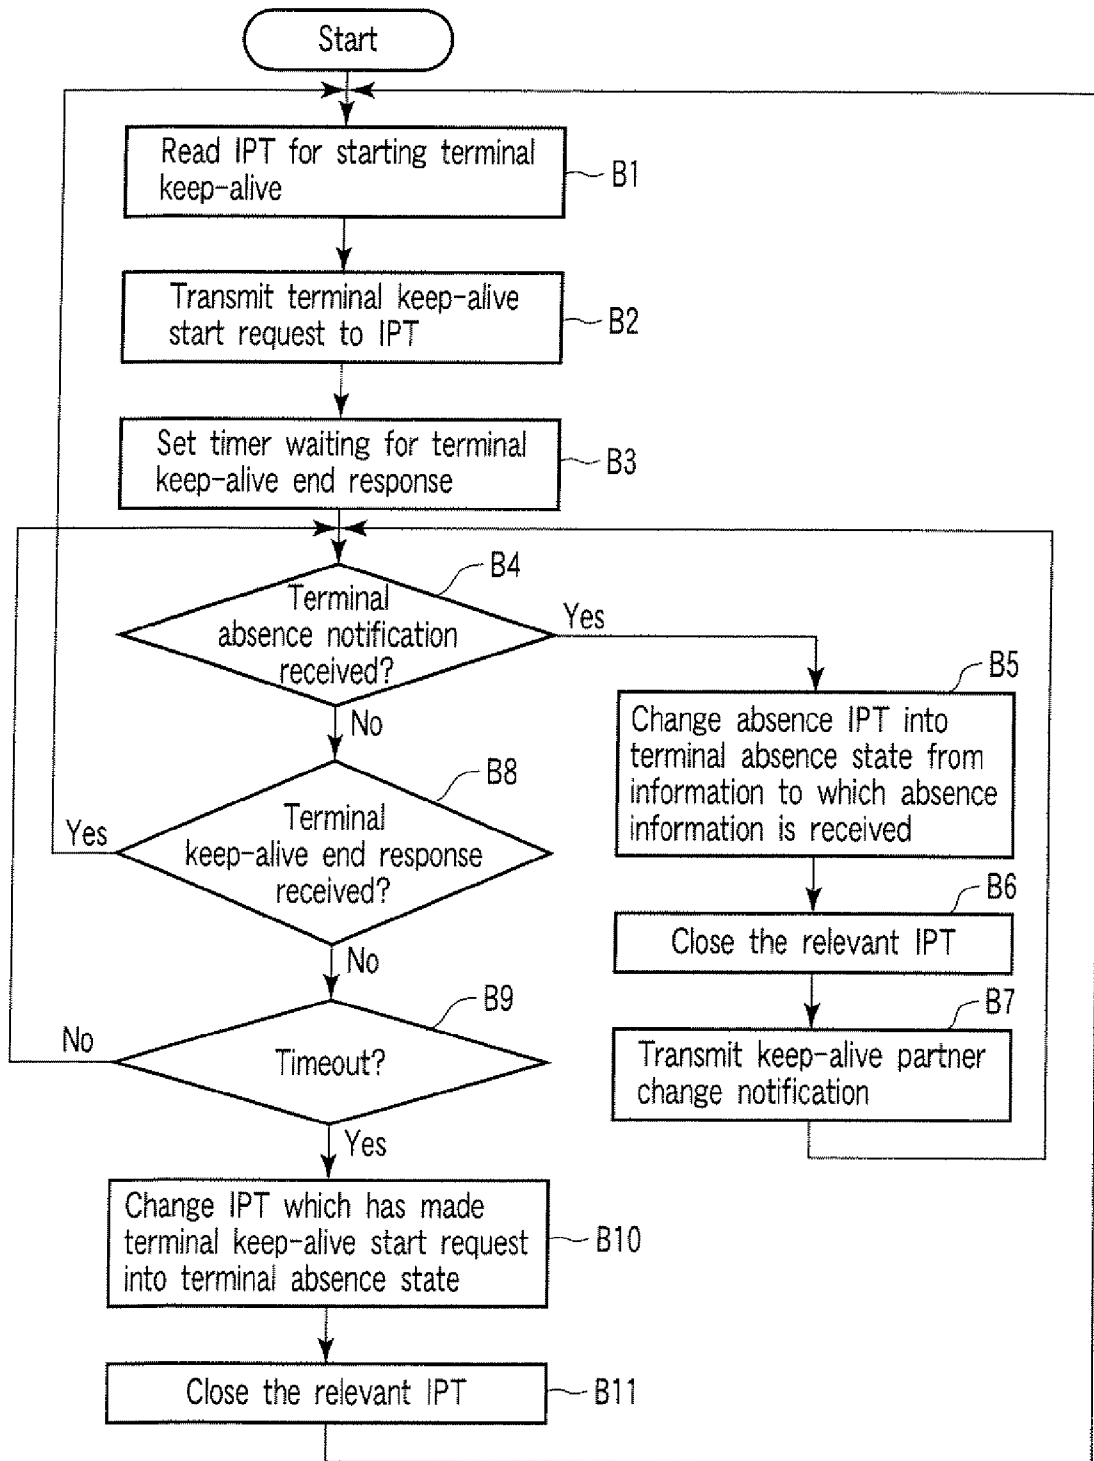 Start
Read IPT for starting terminal
keep-alive
B1
Transmit terminal keep-alive
start request to IPT
B2
Set timer waiting for terminal
keep-alive end response
B3
B4
Terminal
absence notification
received?
Yes
No
B5
Change absence IPT into
terminal absence state from
information to which absence
information is received
B6
Close the relevant IPT
B7
Transmit keep-alive partner
change notification
B8
Terminal
keep-alive end response
received?
Yes
No
B9
Timeout?
No
Yes
Change IPT which has made
terminal keep-alive start request
into terminal absence state
B10
Close the relevant IPT
B11